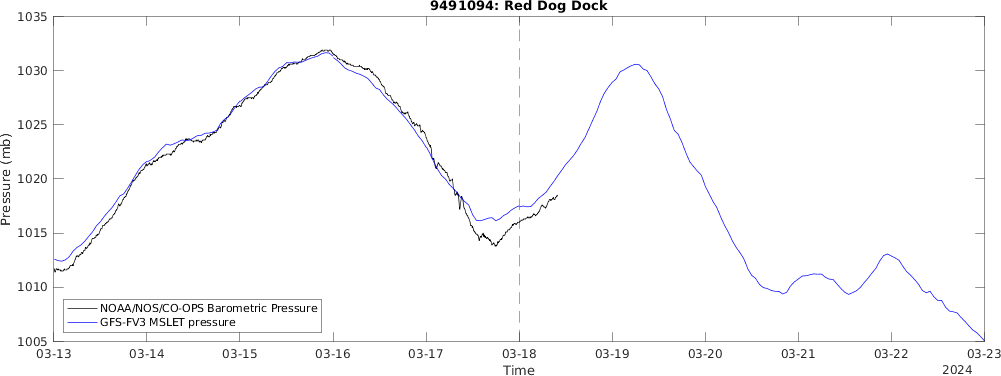 9491094: Red Dog Dock
Pressure (mb)
1035
1030
1025
1020
1015
1010
1005
NOAA/NOS/CO-OPS Barometric Pressure
GFS-FV3 MSLET pressure
03-13 03-14 03-15 03-16 03-17 03-18 03-19 03-20 03-21 03-22 03-23
Time
2024